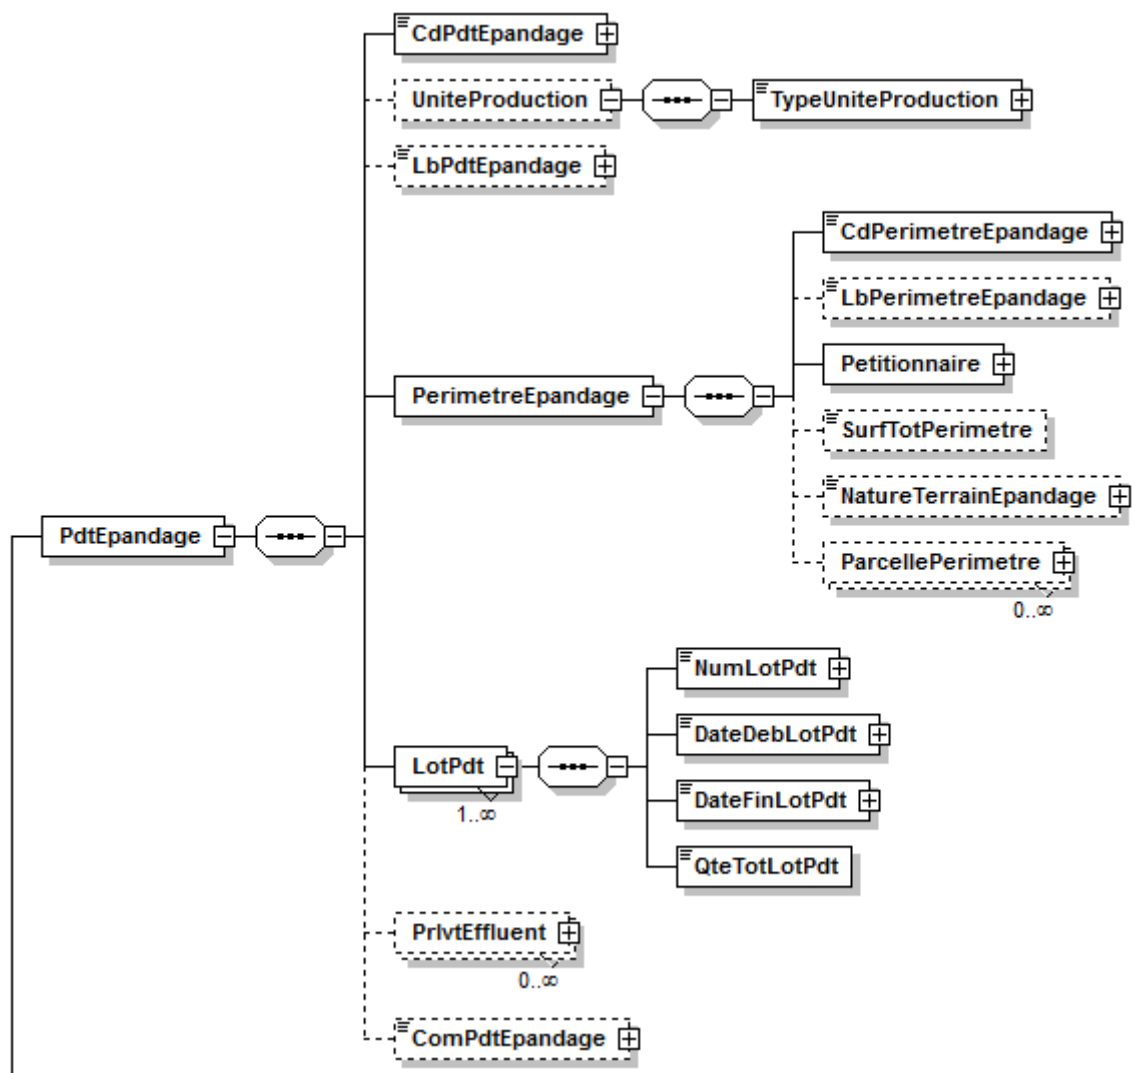 CdPdtEpandage
UniteProduction
TypeUniteProduction
LbPdtEpandage
CdPerimetreEpandage
LbPerimetreEpandage
Petitionnaire
PerimetreEpandage
SurfTotPerimetre
NatureTerrainEpandage
PdtEpandage
ParcellePerimetre
0..∞
NumLotPdt
DateDebLotPdt
LotPdt
1..∞
DateFinLotPdt
QteTotLotPdt
PrlvtEffluent
0..∞
ComPdtEpandage